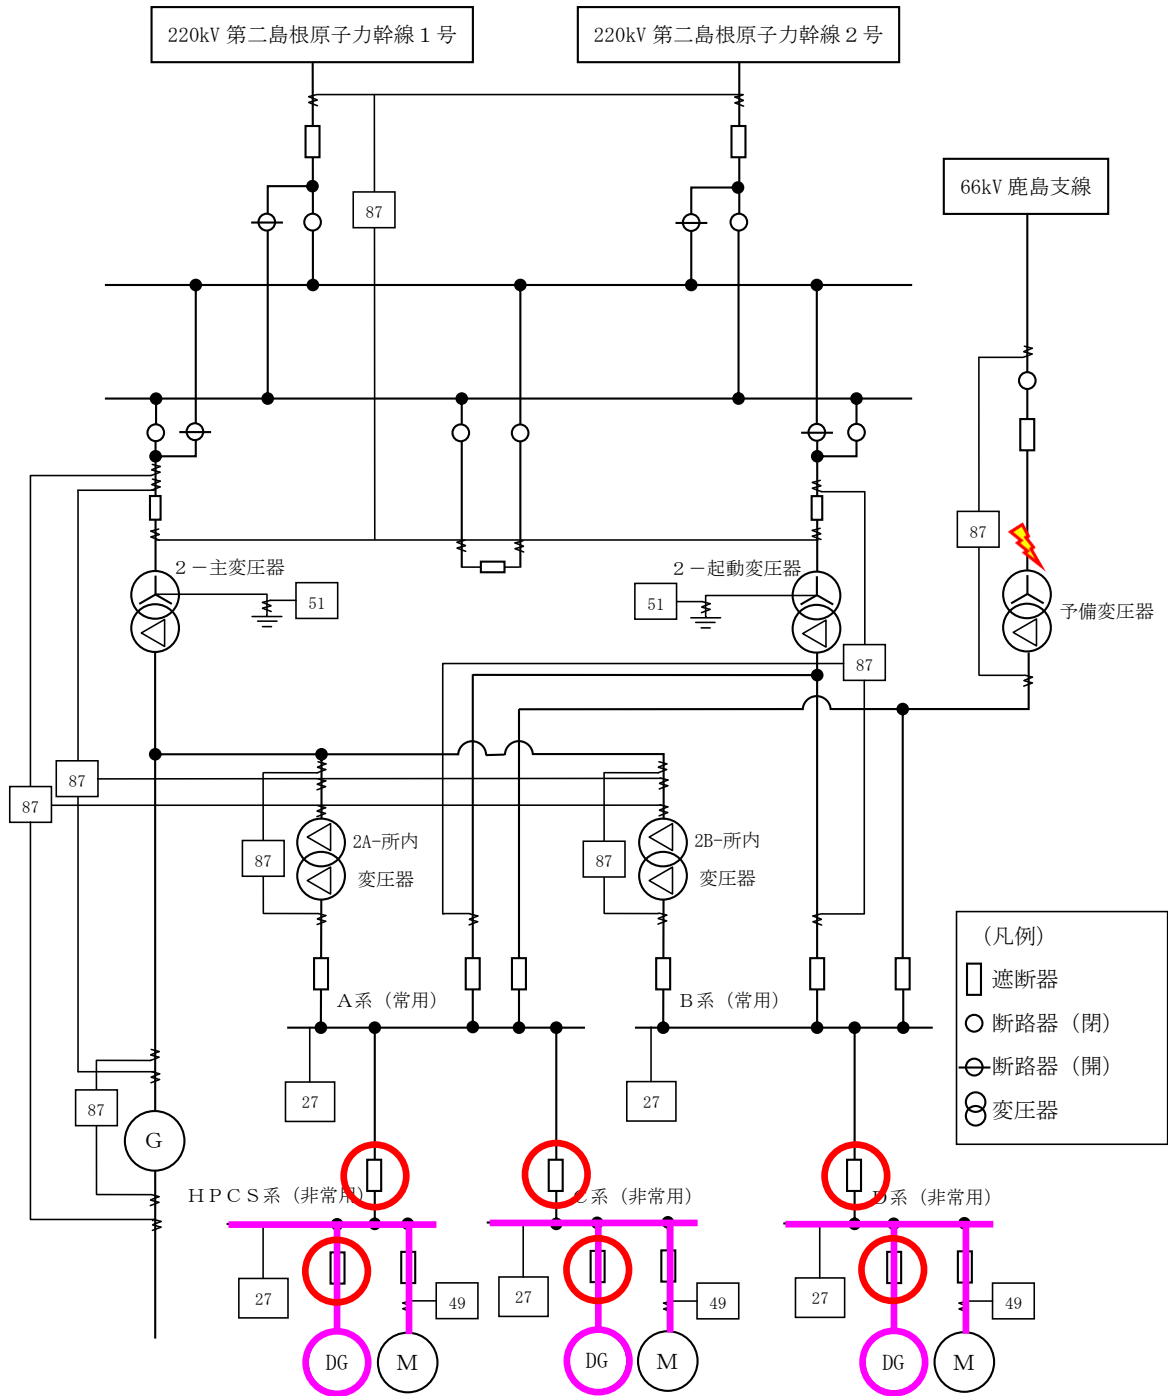 220kV 第二島根原子力幹線１号
220kV 第二島根原子力幹線２号
66kV 鹿島支線
87
87
２－主変圧器
51
２－起動変圧器
51
予備変圧器
87
87
87
2A-所内
変圧器
87
2B-所内
変圧器
87
Ａ系（常用）
Ｂ系（常用）
(凡例)
遮断器
断路器（閉）
断路器（開）
変圧器
27
27
87
G
ＨＰＣＳ系（非常用）
Ｃ系（非常用）
Ｄ系（非常用）
27
49
27
49
27
49
DG
M
DG
M
DG
M